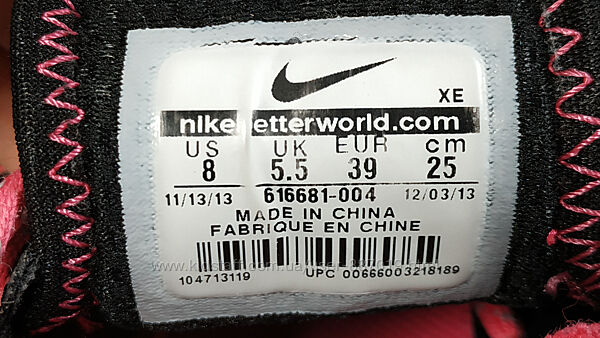 XE
nikebetterworld.com
US UK EUR cm
8 5.5 39 25
11/13/13 616681-004 12/03/13
MADE IN CHINA
FABRIQUE EN CHINE
104713119 UPC 00666003218189